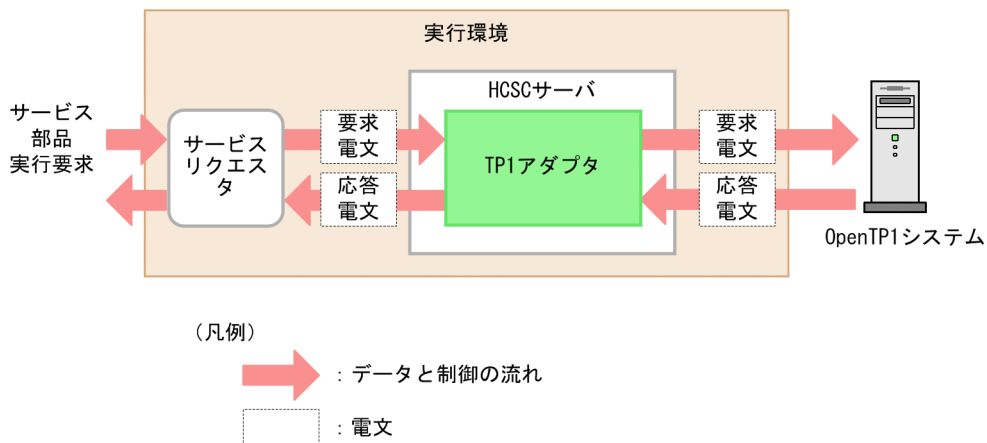 実行環境
HCSCサーバ
サービス
部品
実行要求
サービス
リクエス
タ
要求
電文
応答
電文
TP1アダプタ
要求
電文
応答
電文
OpenTP1システム
（凡例）
：データと制御の流れ
：電文